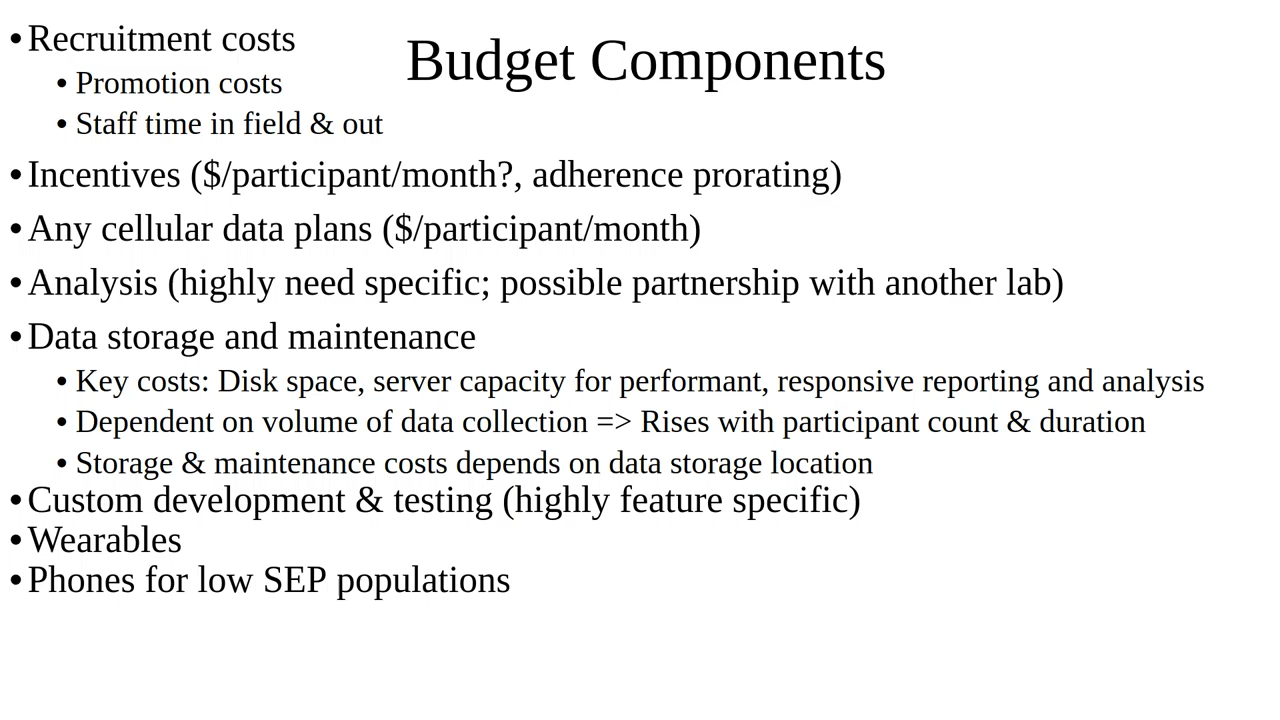 Budget Components
• Recruitment costs
• Promotion costs
• Staff time in field & out
• Incentives ($/participant/month?, adherence prorating)
• Any cellular data plans ($/participant/month)
• Analysis (highly need specific; possible partnership with another lab)
• Data storage and maintenance
• Key costs: Disk space, server capacity for performant, responsive reporting and analysis
• Dependent on volume of data collection => Rises with participant count & duration
• Storage & maintenance costs depends on data storage location
• Custom development & testing (highly feature specific)
• Wearables
• Phones for low SEP populations